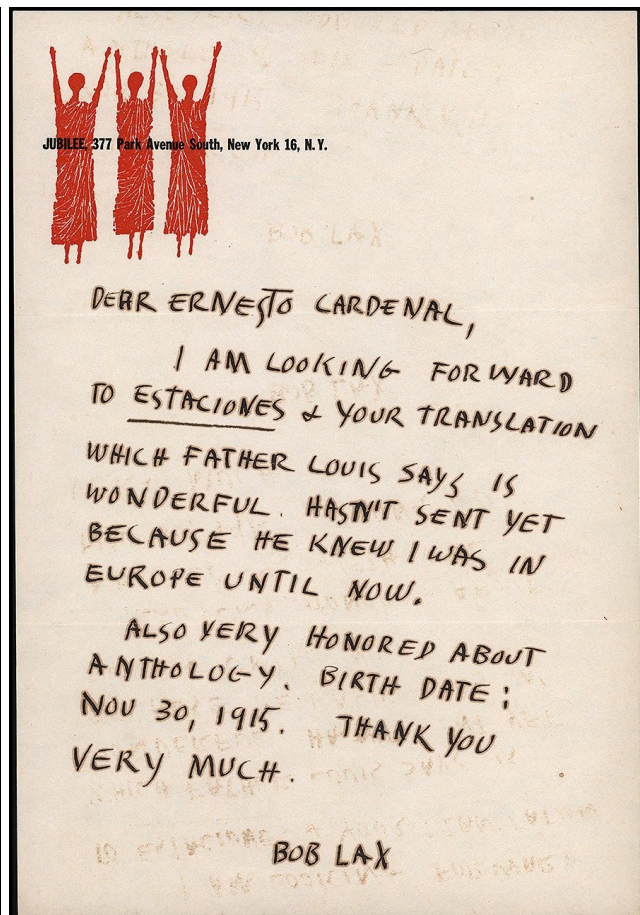 JUBILEE, 377 Park Avenue South, New York 16, N.Y.
DEAR ERNESTO CARDENAL,
I AM LOOKING FORWARD
TO ESTACIONES & YOUR TRANSLATION
WHICH FATHER LOUIS SAYS IS
WONDERFUL. HASN'T SENT YET
BECAUSE HE KNEW I WAS IN
EUROPE UNTIL NOW.
ALSO VERY HONORED ABOUT
ANTHOLOGY. BIRTH DATE:
NOV 30, 1915. THANK YOU
VERY MUCH.
BOB LAX